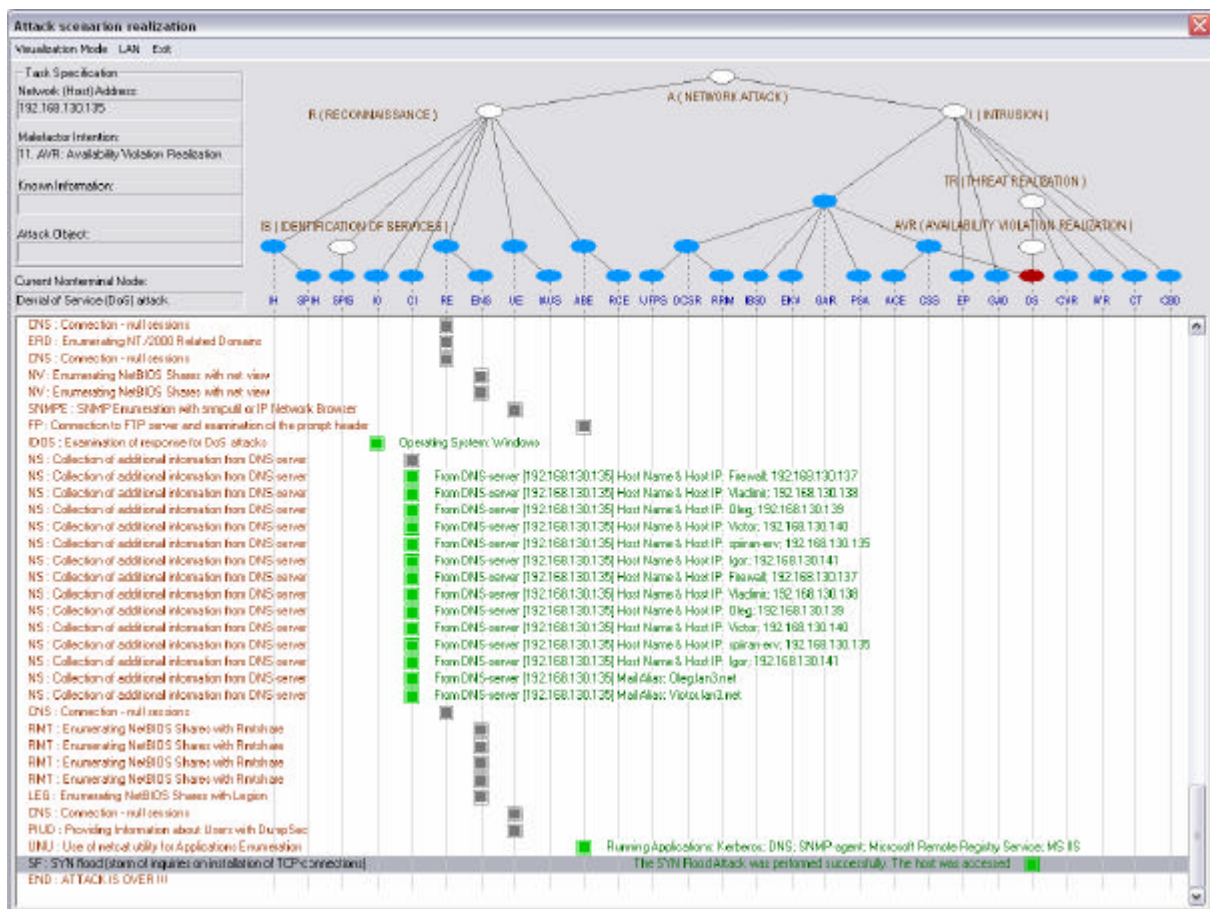 Attack scenarion realization
Visualization Mode LAN Exit
Task Specification
Network (Host) Address:
192.168.130.135
Malefactor Intention:
11. AVR: Availability Violation Realization
Known Information:
Attack Object:
Current Nonterminal Node:
Denial of Service (DoS) attack
A ( NETWORK ATTACK )
R ( RECONNAISSANCE )
I ( INTRUSION )
TR ( THREAT REALIZATION )
IS ( IDENTIFICATION OF SERVICES )
AVR ( AVAILABILITY VIOLATION REALIZATION )
IH SPIH SPIS IO CI RE ENS UE ABE RCE UFPS DCSR RRM IBSD EKV GAR PSA ACE CSS EP GAD DS CVR CT CBD
CNS : Connection - null sessions
ERD : Enumerating NT/2000 Related Domains
CNS : Connection - null sessions
NV : Enumerating NetBIOS Shares with net view
NV : Enumerating NetBIOS Shares with net view
SNMPE : SNMP Enumeration with snmputil or IP Network Browser
FP : Connection to FTP server and examination of the prompt header
IDOS : Examination of response for DoS attacks Operating System: Windows
NS : Collection of additional information from DNS-server
NS : Collection of additional information from DNS-server From DNS-server [192.168.130.135] Host Name & Host IP: Firewall; 192.168.130.137
NS : Collection of additional information from DNS-server From DNS-server [192.168.130.135] Host Name & Host IP: Vladimir; 192.168.130.138
NS : Collection of additional information from DNS-server From DNS-server [192.168.130.135] Host Name & Host IP: Oleg; 192.168.130.139
NS : Collection of additional information from DNS-server From DNS-server [192.168.130.135] Host Name & Host IP: Victor; 192.168.130.140
NS : Collection of additional information from DNS-server From DNS-server [192.168.130.135] Host Name & Host IP: spiiran-erv; 192.168.130.135
NS : Collection of additional information from DNS-server From DNS-server [192.168.130.135] Host Name & Host IP: Igor; 192.168.130.141
NS : Collection of additional information from DNS-server From DNS-server [192.168.130.135] Host Name & Host IP: Firewall; 192.168.130.137
NS : Collection of additional information from DNS-server From DNS-server [192.168.130.135] Host Name & Host IP: Vladimir; 192.168.130.138
NS : Collection of additional information from DNS-server From DNS-server [192.168.130.135] Host Name & Host IP: Oleg; 192.168.130.139
NS : Collection of additional information from DNS-server From DNS-server [192.168.130.135] Host Name & Host IP: Victor; 192.168.130.140
NS : Collection of additional information from DNS-server From DNS-server [192.168.130.135] Host Name & Host IP: spiiran-erv; 192.168.130.135
NS : Collection of additional information from DNS-server From DNS-server [192.168.130.135] Host Name & Host IP: Igor; 192.168.130.141
NS : Collection of additional information from DNS-server From DNS-server [192.168.130.135] Mail Alias: Oleg.lan3.net
NS : Collection of additional information from DNS-server From DNS-server [192.168.130.135] Mail Alias: Victor.lan3.net
CNS : Connection - null sessions
RMT : Enumerating NetBIOS Shares with Rmtshare
RMT : Enumerating NetBIOS Shares with Rmtshare
RMT : Enumerating NetBIOS Shares with Rmtshare
RMT : Enumerating NetBIOS Shares with Rmtshare
LEG : Enumerating NetBIOS Shares with Legion
CNS : Connection - null sessions
PIUD : Providing Information about Users with DumpSec
UNU : Use of netcat utility for Applications Enumeration Running Applications: Kerberos; DNS; SNMP agent; Microsoft Remote Registry Service; MS IIS
SF : SYN flood (storm of inquiries on installation of TCP-connections) The SYN Flood Attack was performed successfully. The host was accessed
END : ATTACK IS OVER !!!